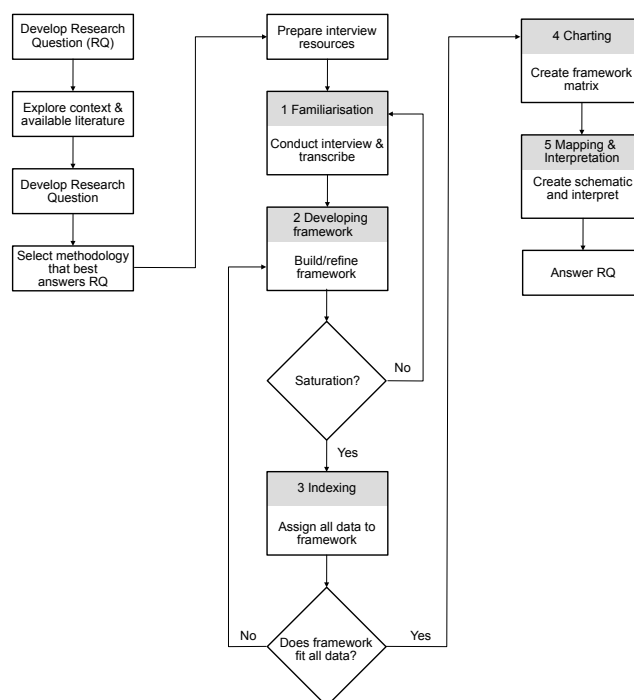 Develop Research
Question (RQ)
Explore context &
available literature
Develop Research
Question
Select methodology
that best
answers RQ
Prepare interview
resources
1 Familiarisation
Conduct interview &
transcribe
2 Developing
framework
Build/refine
framework
Saturation?
No
Yes
3 Indexing
Assign all data to
framework
Does framework
fit all data?
No
Yes
4 Charting
Create framework
matrix
5 Mapping &
Interpretation
Create schematic
and interpret
Answer RQ